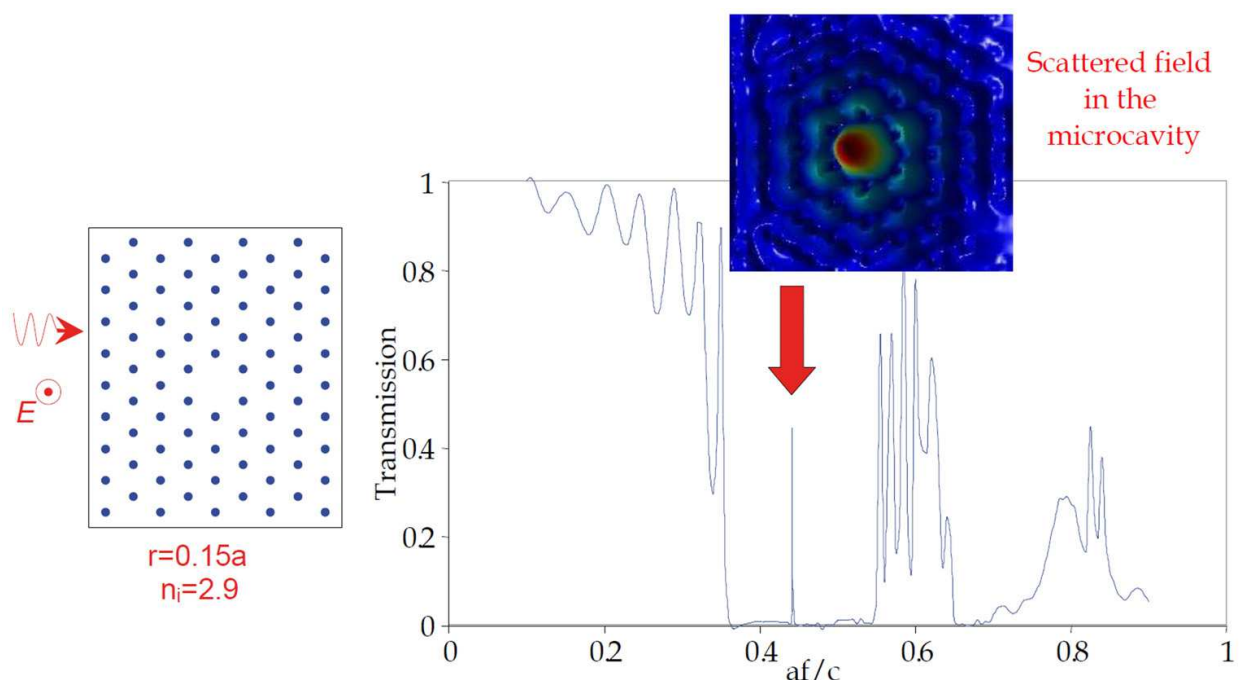 Scattered field
in the
microcavity
E
r=0.15a
nᵢ=2.9
Transmission
1
0.8
0.6
0.4
0.2
0
0
0.2
0.4
0.6
0.8
1
af/c